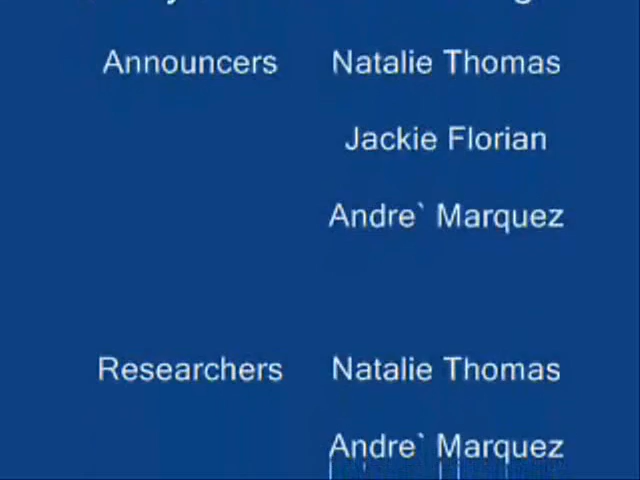 Announcers Natalie Thomas
Jackie Florian
Andre` Marquez
Researchers Natalie Thomas
Andre` Marquez